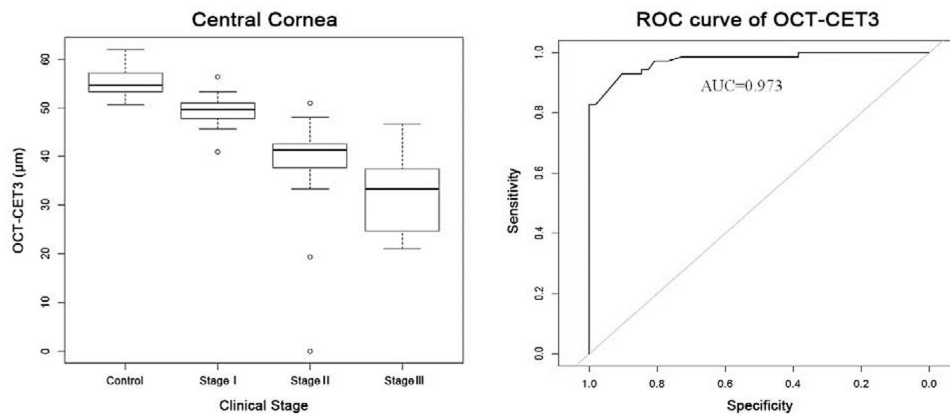 Central Cornea
OCT-CET3 (μm)
60
50
40
30
20
10
0
Control
Stage I
Stage II
Stage III
Clinical Stage
ROC curve of OCT-CET3
AUC=0.973
Sensitivity
1.0
0.8
0.6
0.4
0.2
0.0
1.0
0.8
0.6
0.4
0.2
0.0
Specificity